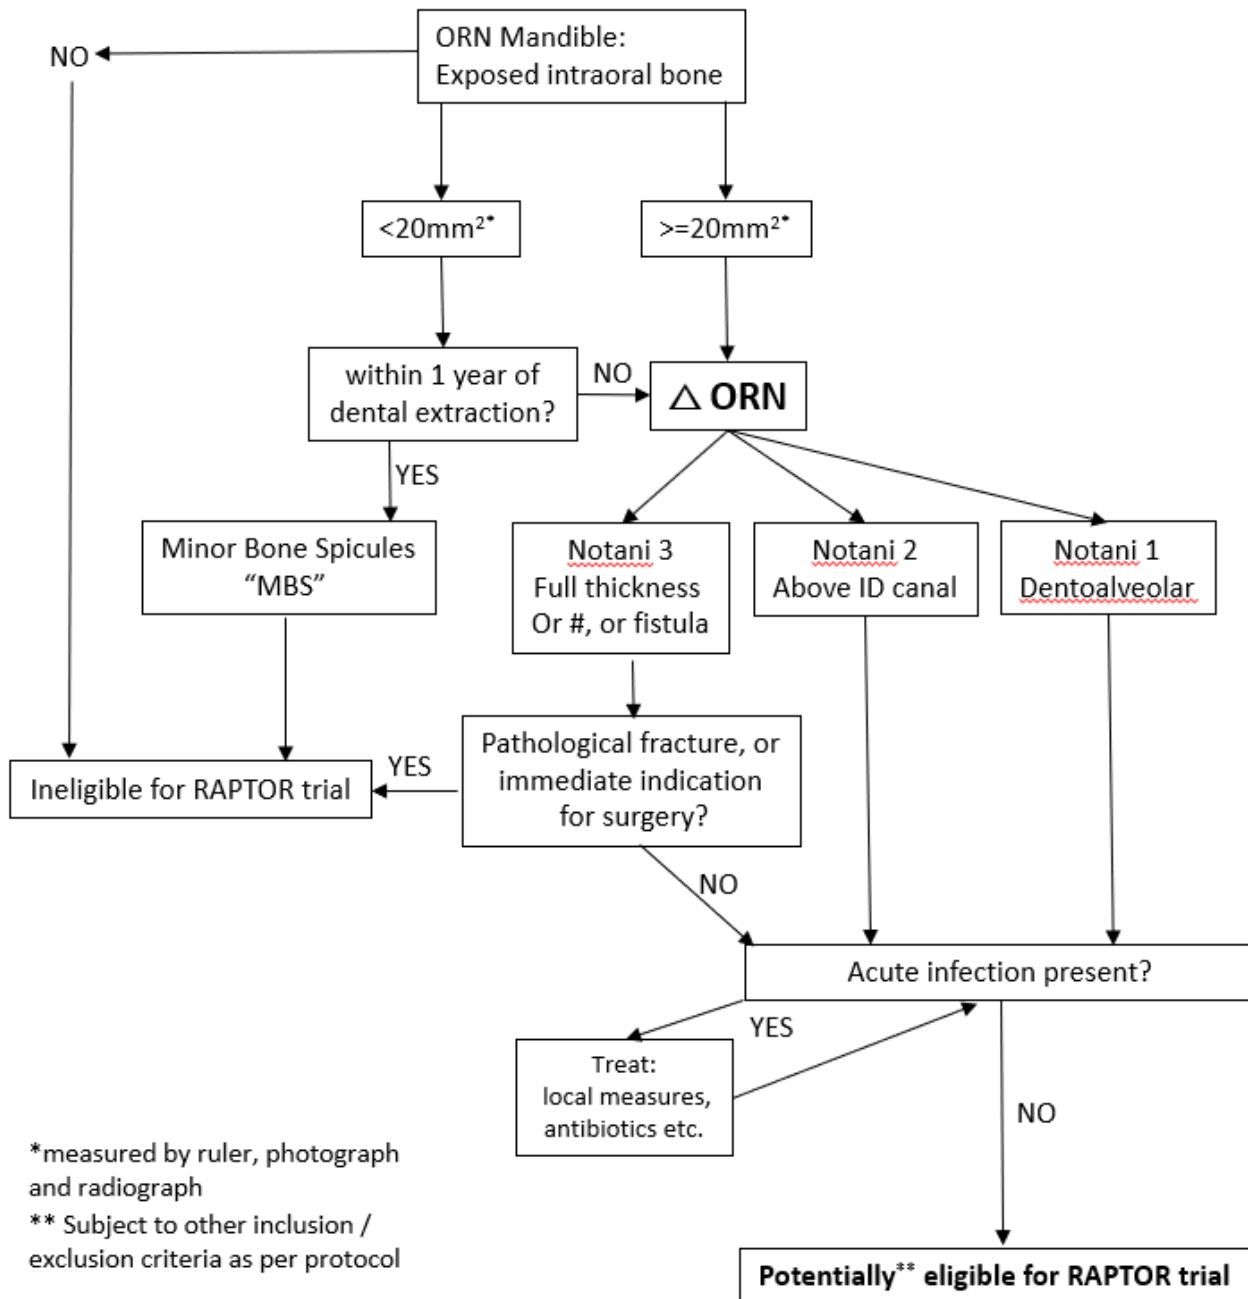 ORN Mandible:
Exposed intraoral bone
NO
<20mm²*
>=20mm²*
within 1 year of
dental extraction?
NO
△ ORN
YES
Minor Bone Spicules
“MBS”
Notani 3
Full thickness
Or #, or fistula
Notani 2
Above ID canal
Notani 1
Dentoalveolar
Ineligible for RAPTOR trial
YES
Pathological fracture, or
immediate indication
for surgery?
NO
Acute infection present?
YES
Treat:
local measures,
antibiotics etc.
NO
*measured by ruler, photograph
and radiograph
** Subject to other inclusion /
exclusion criteria as per protocol
Potentially** eligible for RAPTOR trial